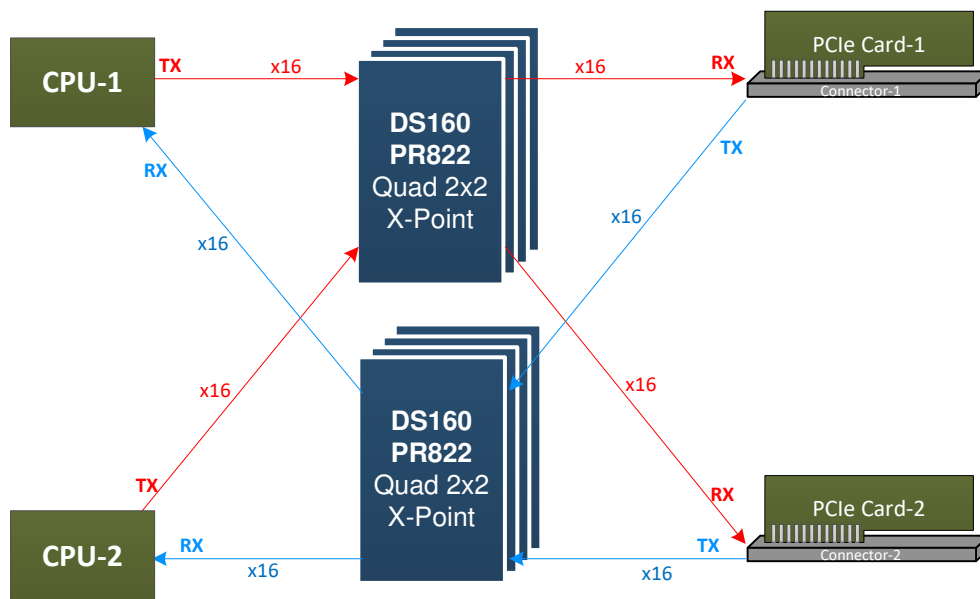 TX
x16
x16
RX
PCIe Card-1
Connector-1
CPU-1
DS160
PR822
Quad 2x2
X-Point
RX
TX
x16
x16
x16
x16
DS160
PR822
Quad 2x2
X-Point
TX
RX
PCIe Card-2
Connector-2
CPU-2
RX
x16
TX
x16